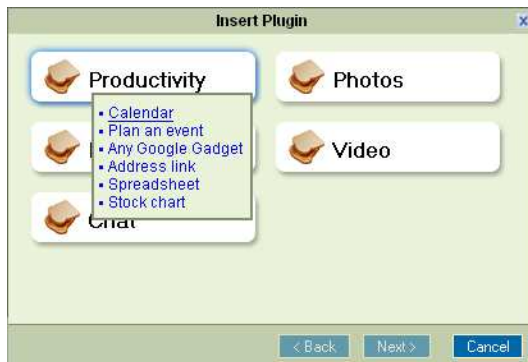 Insert Plugin
x
Productivity
Photos
Calendar
Plan an event
Any Google Gadget
Address link
Spreadsheet
Stock chart
Video
Chat
< Back
Next >
Cancel